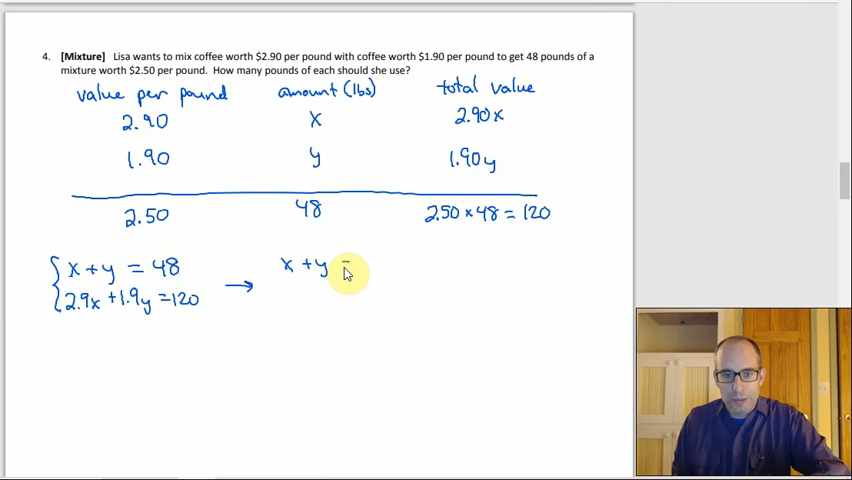 4. [Mixture] Lisa wants to mix coffee worth $2.90 per pound with coffee worth $1.90 per pound to get 48 pounds of a
mixture worth $2.50 per pound. How many pounds of each should she use?
value per pound amount (lbs) total value
2.90 x 2.90x
1.90 y 1.90y
2.50 48 2.50 × 48 = 120
{ x + y = 48 → x + y =
2.9x + 1.9y = 120